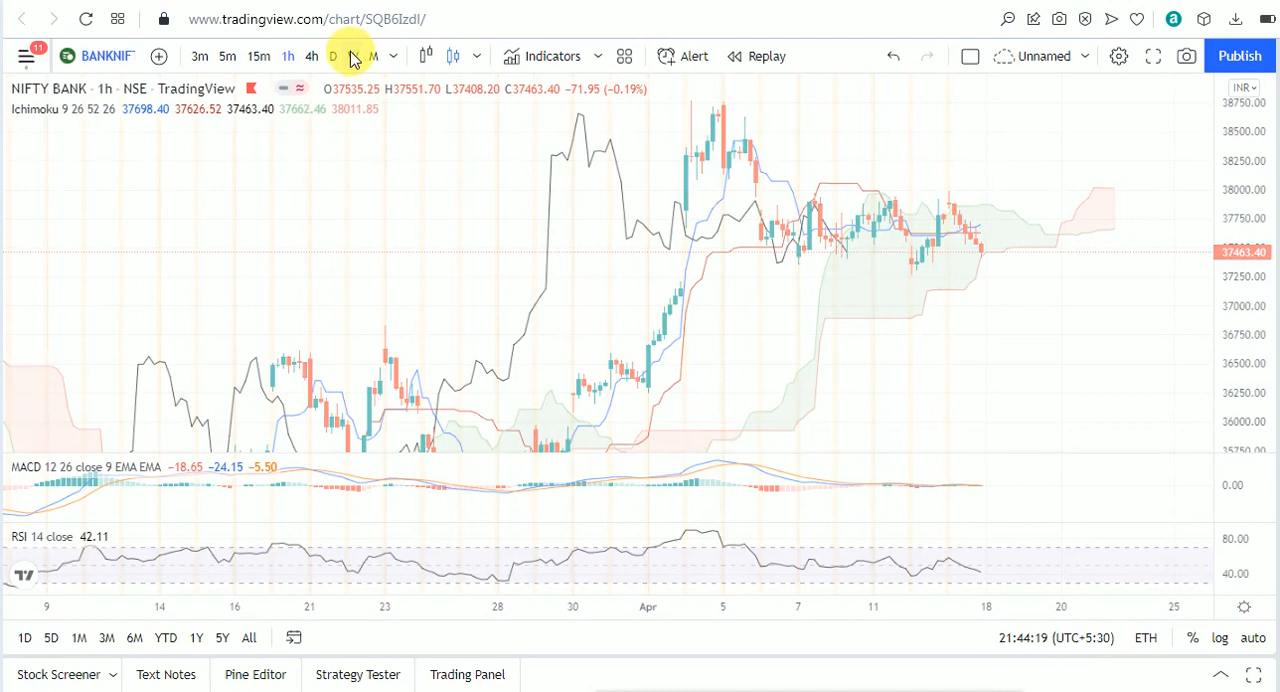 www.tradingview.com/chart/SQB6Izdl/
11
BANKNIF
3m 5m 15m 1h 4h D M
Indicators
Alert
Replay
Unnamed
Publish
NIFTY BANK · 1h · NSE · TradingView
O37535.25 H37551.70 L37408.20 C37463.40 −71.95 (−0.19%)
INR
Ichimoku 9 26 52 26 37698.40 37626.52 37463.40 37662.46 38011.85
38750.00
38500.00
38250.00
38000.00
37750.00
37463.40
37250.00
37000.00
36750.00
36500.00
36250.00
36000.00
35750.00
MACD 12 26 close 9 EMA EMA −18.65 −24.15 −5.50
0.00
RSI 14 close 42.11
80.00
40.00
9 14 16 21 23 28 30 Apr 5 7 11 18 20 25
1D 5D 1M 3M 6M YTD 1Y 5Y All
21:44:19 (UTC+5:30) ETH % log auto
Stock Screener Text Notes Pine Editor Strategy Tester Trading Panel